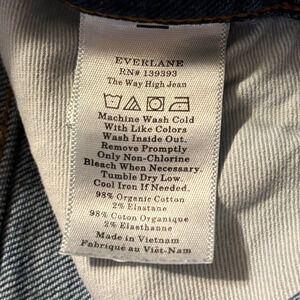 EVERLANE
RN# 139393
The Way High Jean
Machine Wash Cold
With Like Colors
Wash Inside Out.
Remove Promptly
Only Non-Chlorine
Bleach When Necessary.
Tumble Dry Low.
Cool Iron If Needed.
98% Organic Cotton
2% Elastane
98% Coton Organique
2% Elasthanne
Made in Vietnam
Fabriqué au Viêt-Nam